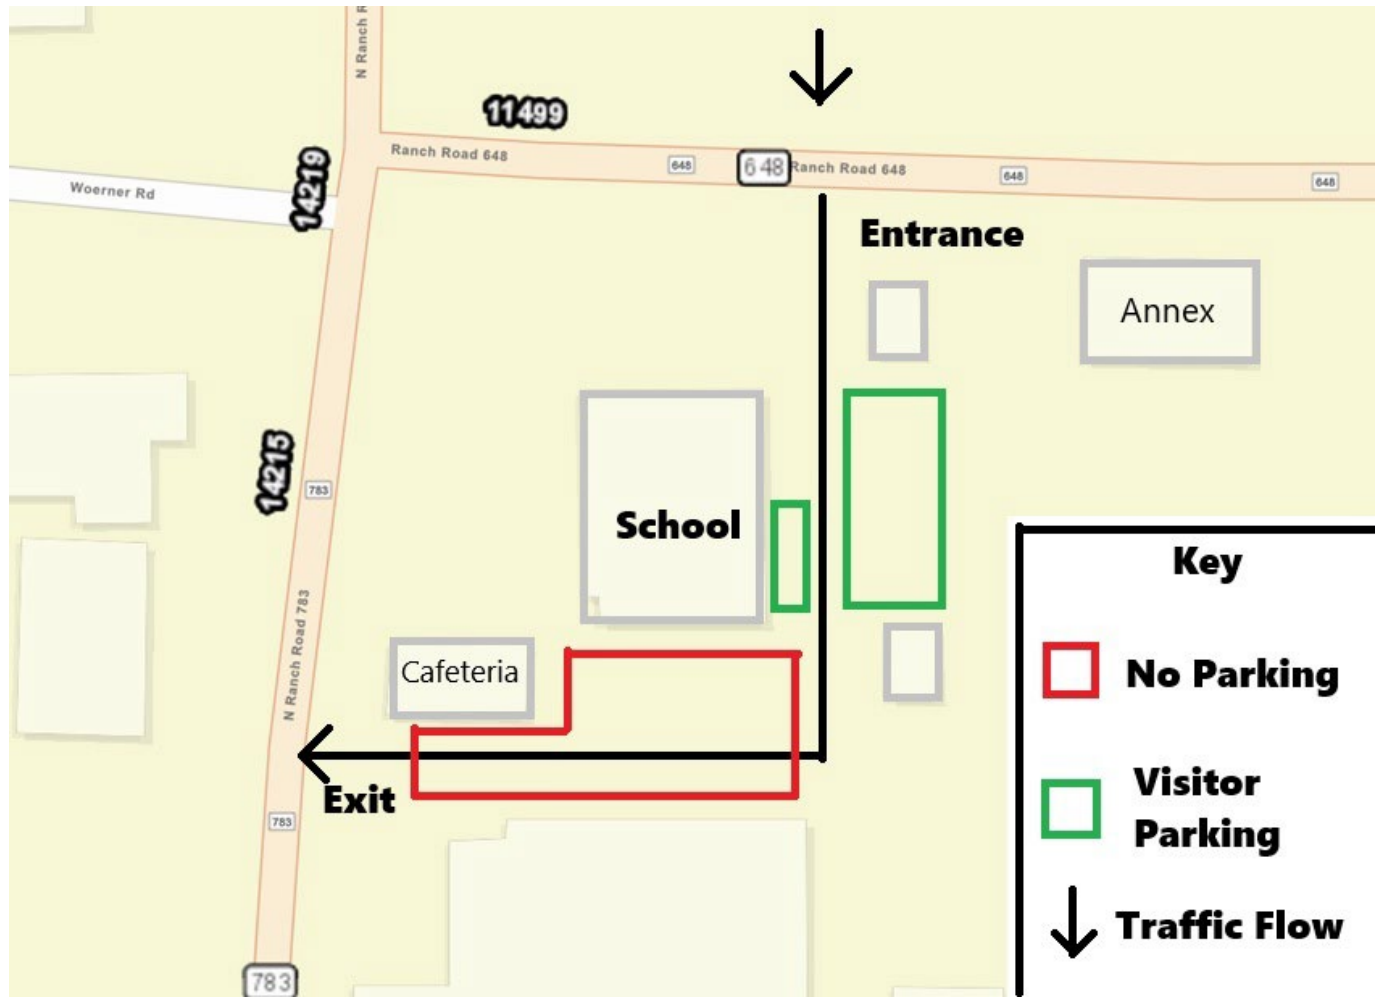 N Ranch R
11499
Ranch Road 648
648
648
Ranch Road 648
648
648
14219
Woerner Rd
Entrance
Annex
14215
783
School
N Ranch Road 783
Cafeteria
Exit
783
783
Key
No Parking
Visitor
Parking
Traffic Flow